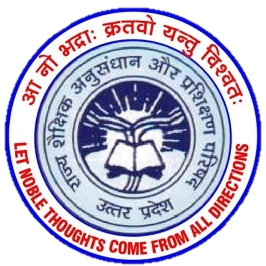 आ नो भद्राः क्रतवो यन्तु विश्वतः
राज्य शैक्षिक अनुसंधान और प्रशिक्षण परिषद
उत्तर प्रदेश
LET NOBLE THOUGHTS COME FROM ALL DIRECTIONS